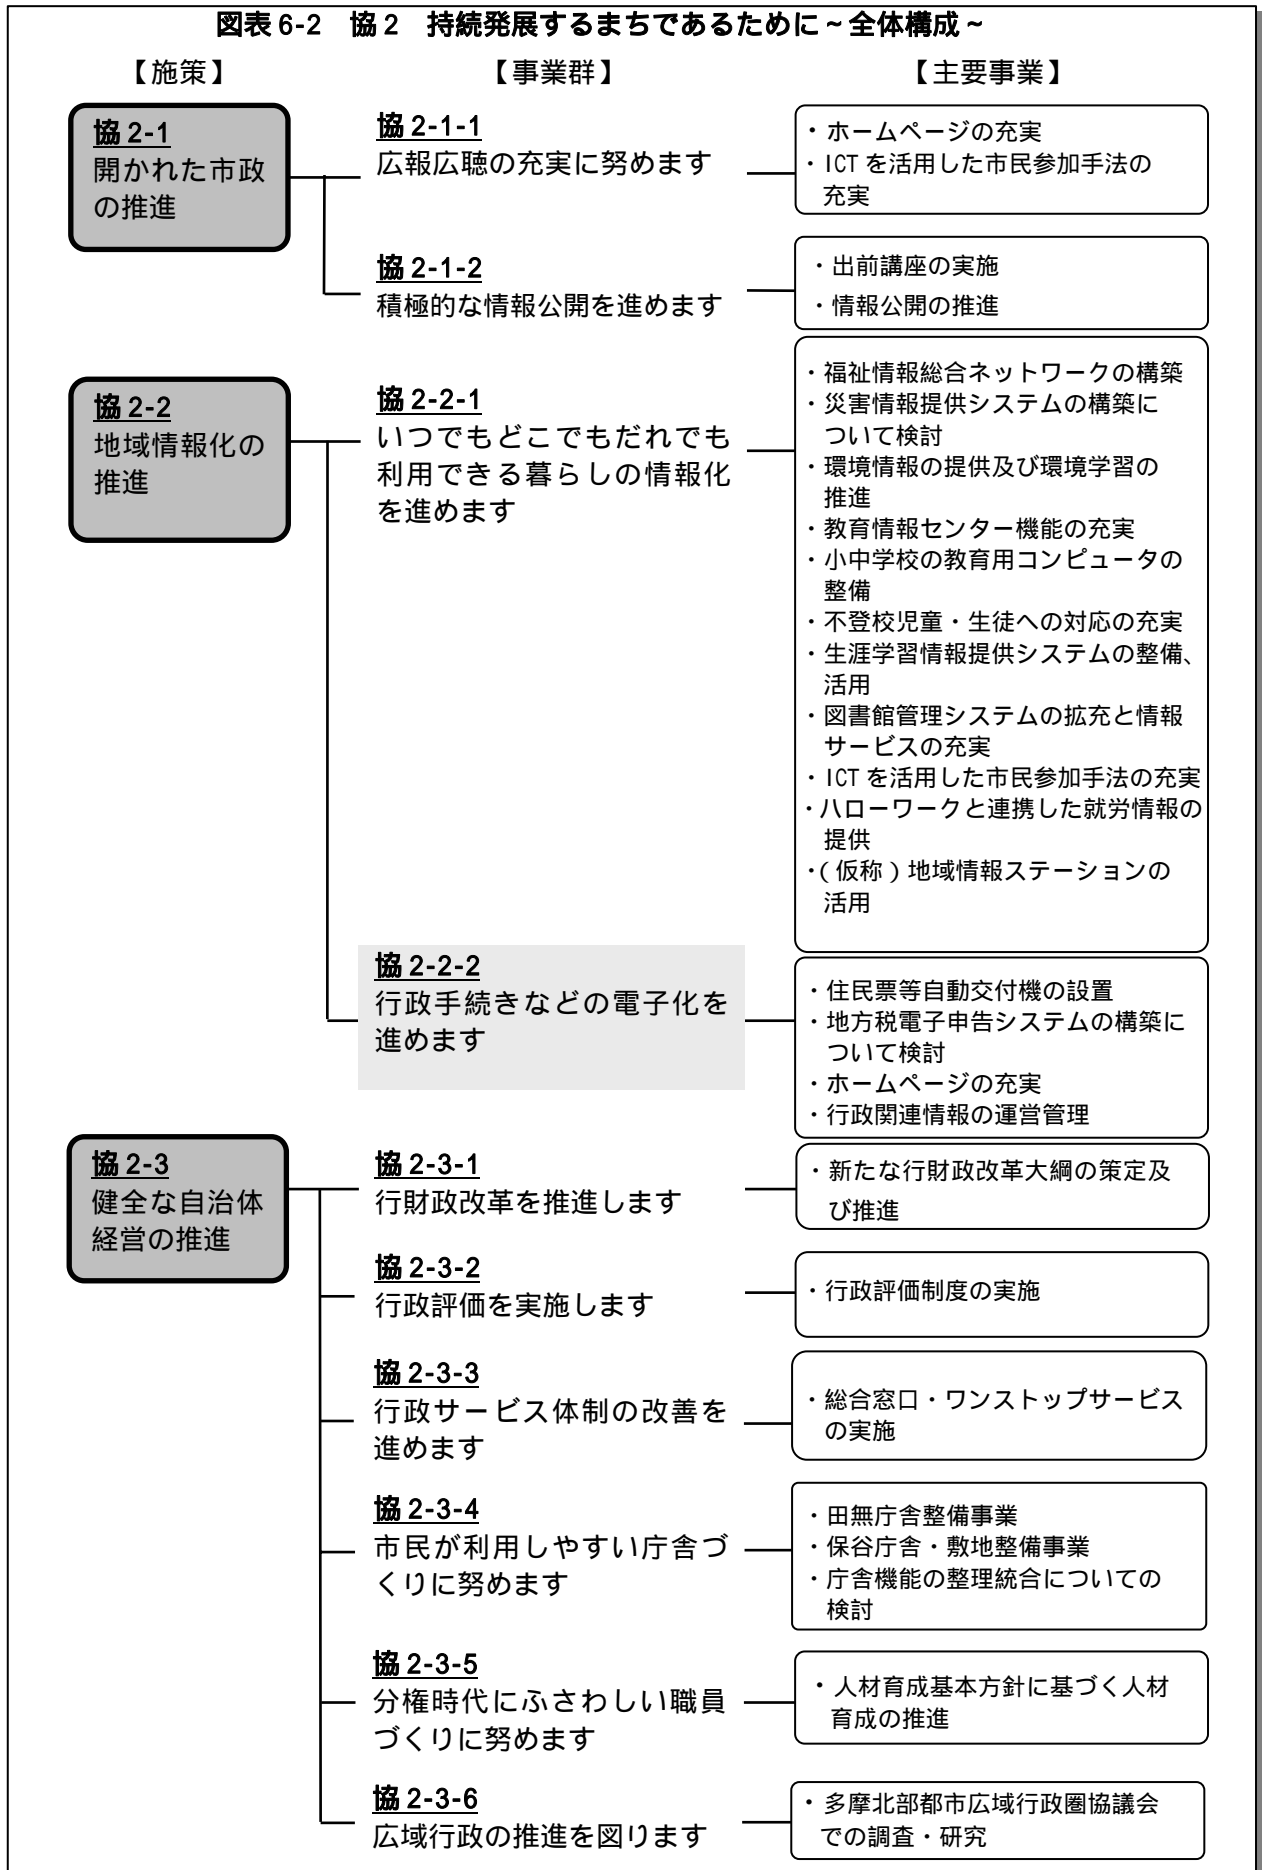 図表 6-2　協 2　持続発展するまちであるために ~ 全体構成 ~
【施策】
【事業群】
【主要事業】
協 2-1
開かれた市政
の推進
協 2-1-1
広報広聴の充実に努めます
・ホームページの充実
・ICT を活用した市民参加手法の
充実
協 2-1-2
積極的な情報公開を進めます
・出前講座の実施
・情報公開の推進
協 2-2
地域情報化の
推進
協 2-2-1
いつでもどこでもだれでも
利用できる暮らしの情報化
を進めます
・福祉情報総合ネットワークの構築
・災害情報提供システムの構築に
ついて検討
・環境情報の提供及び環境学習の
推進
・教育情報センター機能の充実
・小中学校の教育用コンピュータの
整備
・不登校児童・生徒への対応の充実
・生涯学習情報提供システムの整備、
活用
・図書館管理システムの拡充と情報
サービスの充実
・ICT を活用した市民参加手法の充実
・ハローワークと連携した就労情報の
提供
・( 仮称 ) 地域情報ステーションの
活用
協 2-2-2
行政手続きなどの電子化を
進めます
・住民票等自動交付機の設置
・地方税電子申告システムの構築に
ついて検討
・ホームページの充実
・行政関連情報の運営管理
協 2-3
健全な自治体
経営の推進
協 2-3-1
行財政改革を推進します
・新たな行財政改革大綱の策定及
び推進
協 2-3-2
行政評価を実施します
・行政評価制度の実施
協 2-3-3
行政サービス体制の改善を
進めます
・総合窓口・ワンストップサービス
の実施
協 2-3-4
市民が利用しやすい庁舎づ
くりに努めます
・田無庁舎整備事業
・保谷庁舎・敷地整備事業
・庁舎機能の整理統合についての
検討
協 2-3-5
分権時代にふさわしい職員
づくりに努めます
・人材育成基本方針に基づく人材
育成の推進
協 2-3-6
広域行政の推進を図ります
・多摩北部都市広域行政圏協議会
での調査・研究